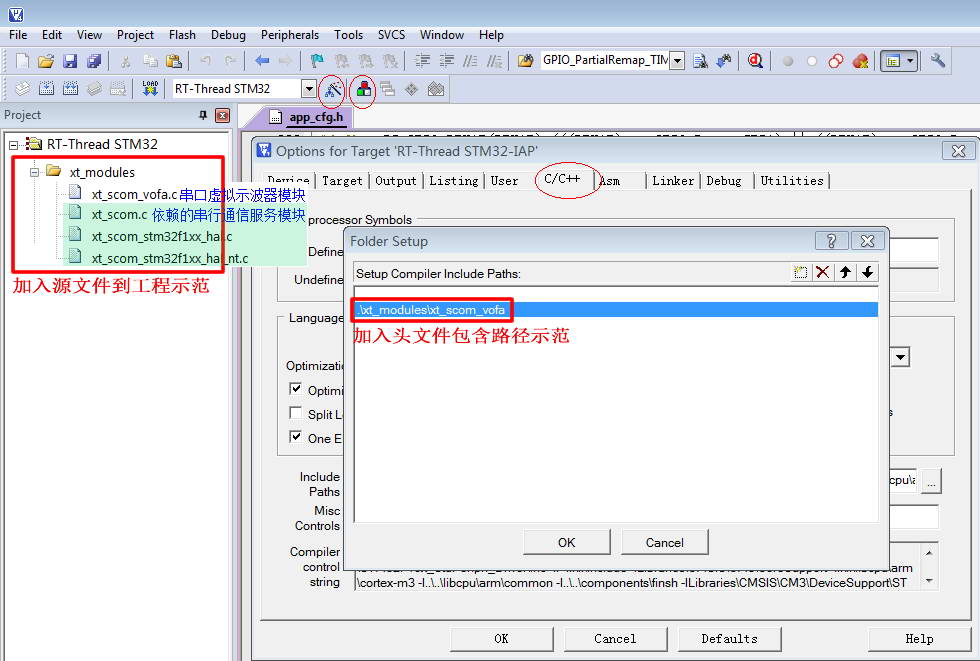 File Edit View Project Flash Debug Peripherals Tools SVCS Window Help
GPIO_PartialRemap_TIM
LOAD
RT-Thread STM32
Project
app_cfg.h
RT-Thread STM32
xt_modules
xt_scom_vofa.c 串口虚拟示波器模块
xt_scom.c 依赖的串行通信服务模块
xt_scom_stm32f1xx_hal.c
xt_scom_stm32f1xx_hal_nt.c
加入源文件到工程示范
Options for Target 'RT-Thread STM32-IAP'
Device Target Output Listing User C/C++ Asm Linker Debug Utilities
processor Symbols
Define
Undefine
Language
Optimizatio
Optimi
Split L
One E
Include
Paths
Misc
Controls
Compiler
control
string
Folder Setup
Setup Compiler Include Paths:
.\xt_modules\xt_scom_vofa
加入头文件包含路径示范
OK Cancel
cpu\a
...
\cortex-m3 -I..\..\libcpu\arm\common -I..\..\components\finsh -ILibraries\CMSIS\CM3\DeviceSupport\ST
OK Cancel Defaults Help